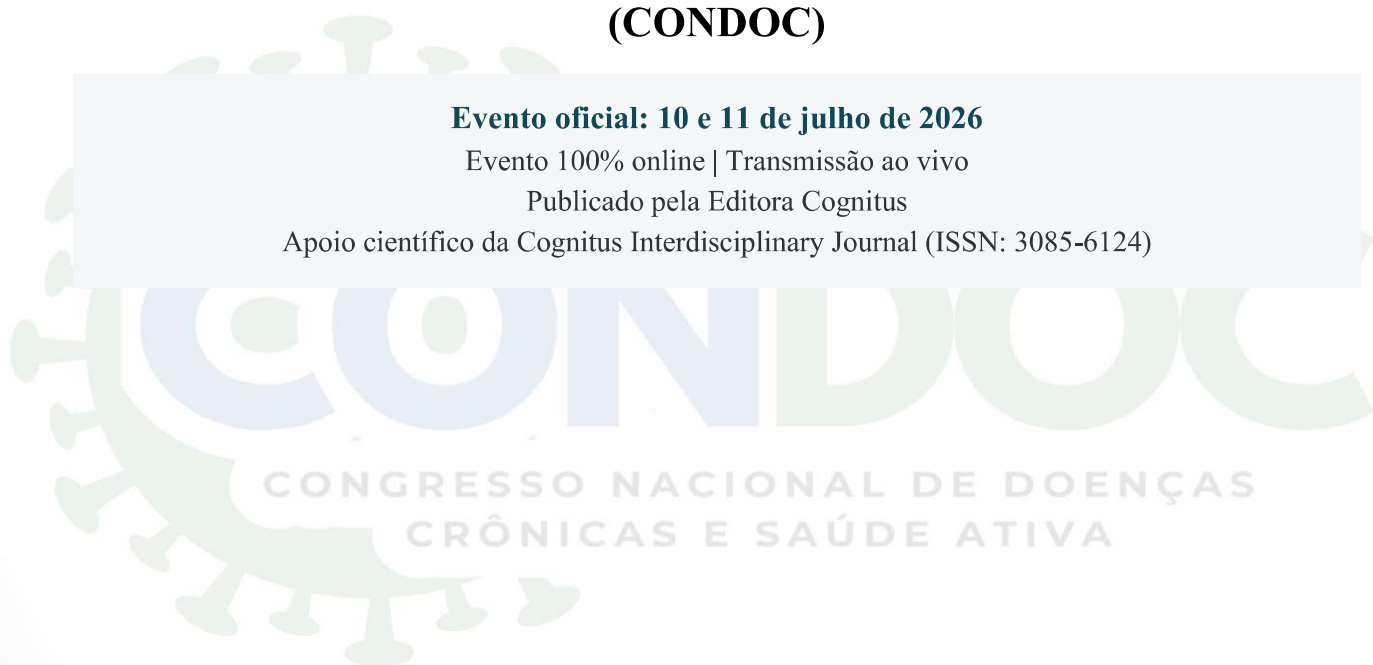 (CONDOC)
Evento oficial: 10 e 11 de julho de 2026
Evento 100% online | Transmissão ao vivo
Publicado pela Editora Cognitus
Apoio científico da Cognitus Interdisciplinary Journal (ISSN: 3085-6124)
CONDOC
CONGRESSO NACIONAL DE DOENÇAS
CRÔNICAS E SAÚDE ATIVA